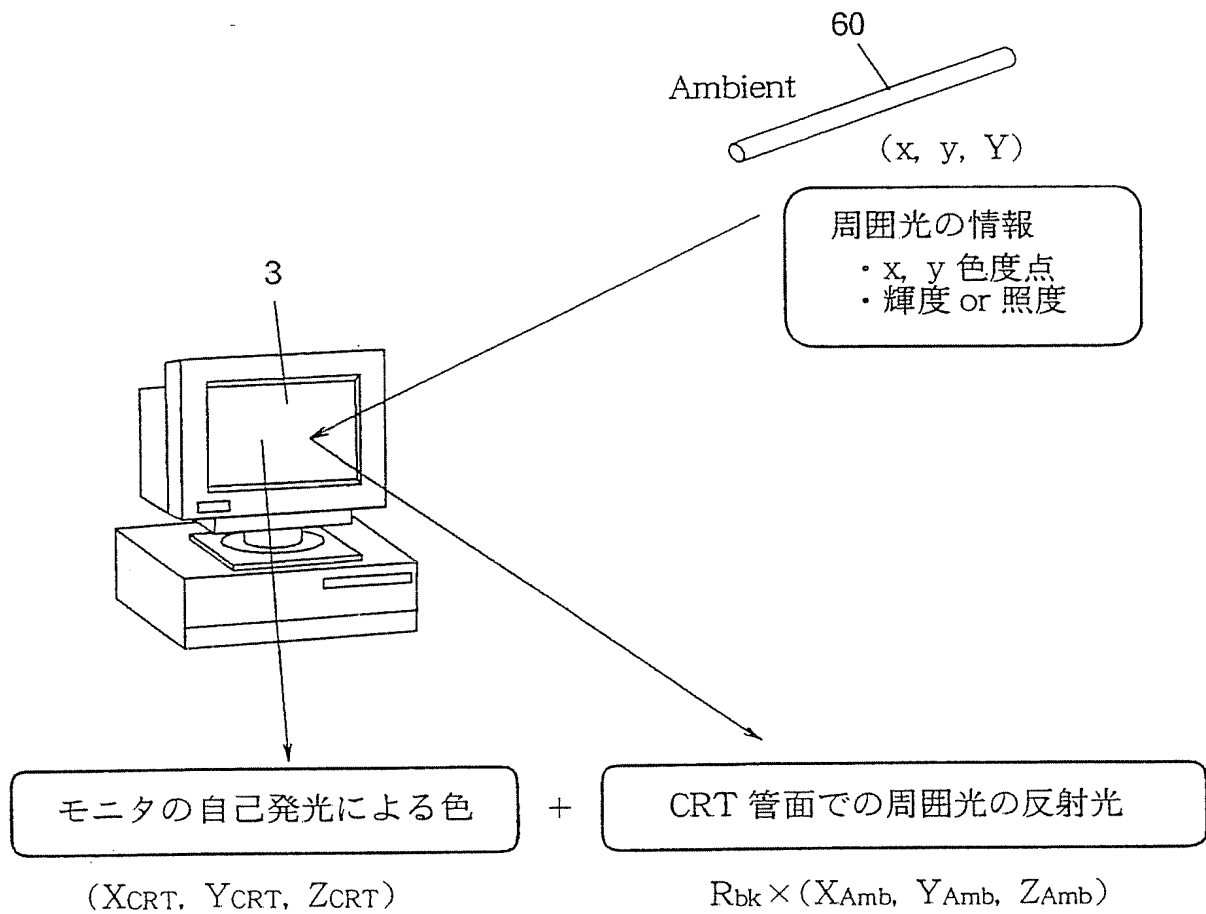 60
Ambient
(x, y, Y)
周囲光の情報
・x, y 色度点
・輝度 or 照度
3
モニタの自己発光による色
+
CRT 管面での周囲光の反射光
(XCRT, YCRT, ZCRT)
Rbk×(XAmb, YAmb, ZAmb)